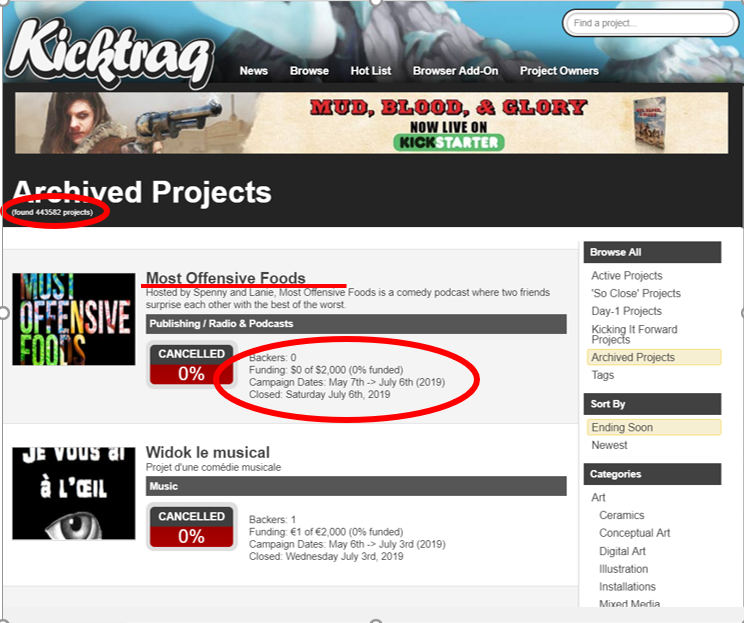 Kicktraq
Find a project...
News Browse Hot List Browser Add-On Project Owners
MUD, BLOOD, & GLORY
NOW LIVE ON
KICKSTARTER
Archived Projects
(found 443582 projects)
MOST
OFFENSIVE
FOODS
Most Offensive Foods
Hosted by Spenny and Lanie, Most Offensive Foods is a comedy podcast where two friends
surprise each other with the best of the worst.
Publishing / Radio & Podcasts
CANCELLED
0%
Backers: 0
Funding: $0 of $2,000 (0% funded)
Campaign Dates: May 7th -> July 6th (2019)
Closed: Saturday July 6th, 2019
JE VOUS AI
à L'ŒIL
Widok le musical
Projet d'une comédie musicale
Music
CANCELLED
0%
Backers: 1
Funding: €1 of €2,000 (0% funded)
Campaign Dates: May 6th -> July 3rd (2019)
Closed: Wednesday July 3rd, 2019
Browse All
Active Projects
'So Close' Projects
Day-1 Projects
Kicking It Forward
Projects
Archived Projects
Tags
Sort By
Ending Soon
Newest
Categories
Art
Ceramics
Conceptual Art
Digital Art
Illustration
Installations
Mixed Media